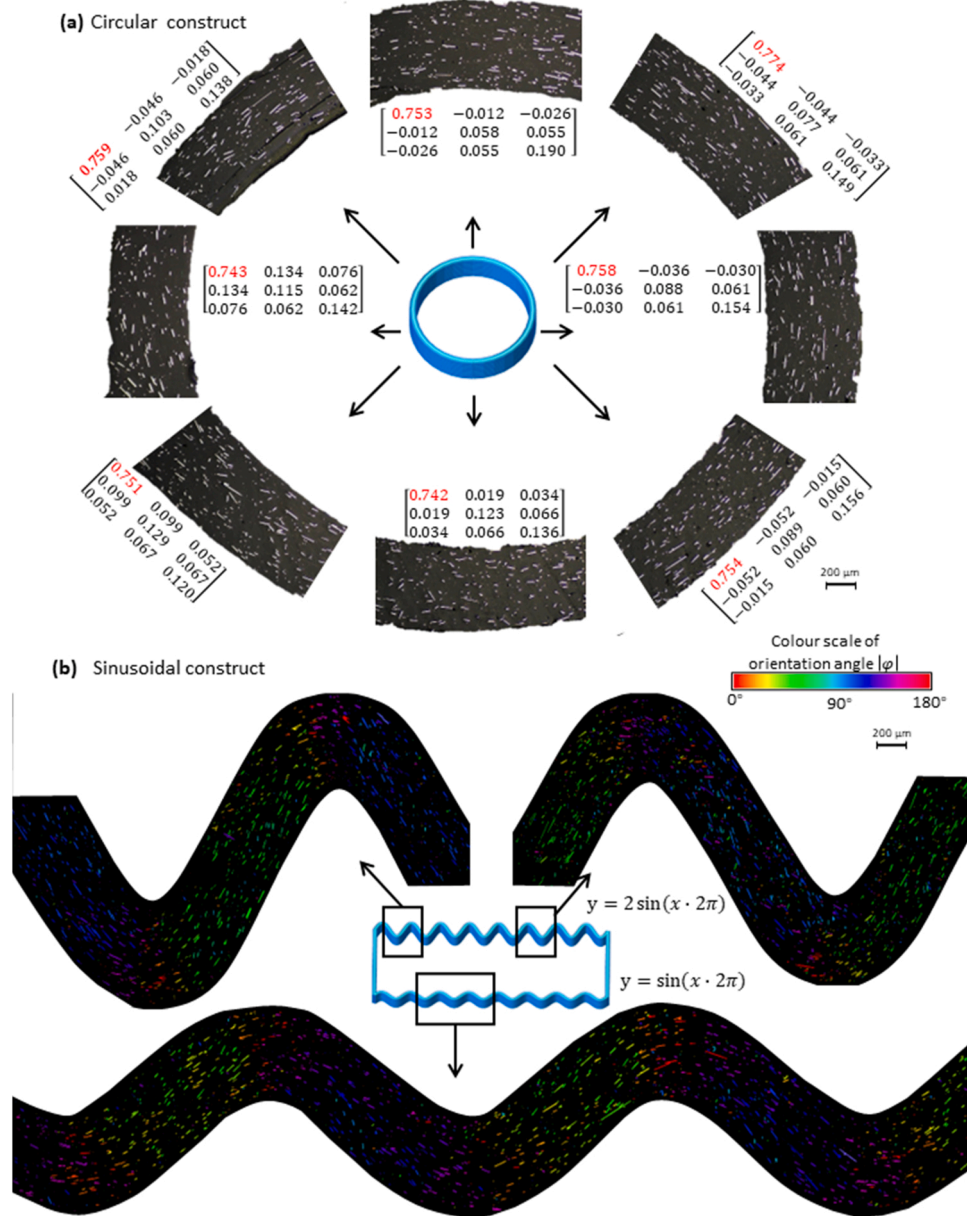 (a) Circular construct
[0.759 −0.046 −0.018]
[−0.046 0.103 0.060]
[0.018 0.060 0.138]
[0.753 −0.012 −0.026]
[−0.012 0.058 0.055]
[−0.026 0.055 0.190]
[0.774 −0.044 −0.033]
[−0.044 0.077 0.061]
[−0.033 0.061 0.149]
[0.743 0.134 0.076]
[0.134 0.115 0.062]
[0.076 0.062 0.142]
[0.758 −0.036 −0.030]
[−0.036 0.088 0.061]
[−0.030 0.061 0.154]
[0.751 0.099 0.052]
[0.099 0.129 0.067]
[0.052 0.067 0.120]
[0.742 0.019 0.034]
[0.019 0.123 0.066]
[0.034 0.066 0.136]
[0.754 −0.052 −0.015]
[−0.052 0.089 0.060]
[−0.015 0.060 0.156]
200 μm
(b) Sinusoidal construct
Colour scale of
orientation angle |φ|
0° 90° 180°
200 μm
y = 2 sin(x · 2π)
y = sin(x · 2π)